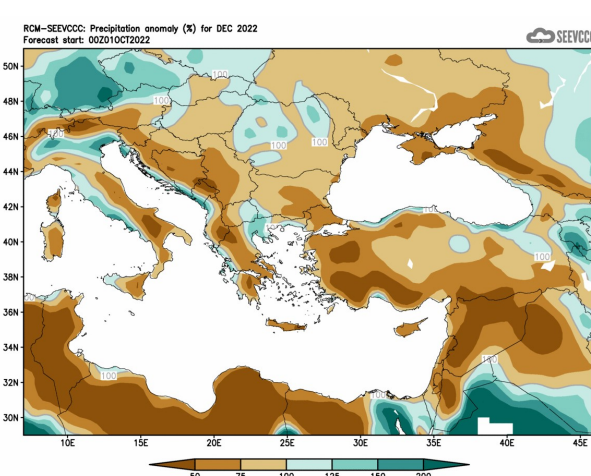 RCM-SEEVCCC: Precipitation anomaly (%) for DEC 2022
Forecast start: 00Z01OCT2022
SEEVCCC
50N
48N
46N
44N
42N
40N
38N
36N
34N
32N
30N
100
100
100
100
100
100
100
100
10E
15E
20E
25E
30E
35E
40E
45E
50
75
100
125
150
200